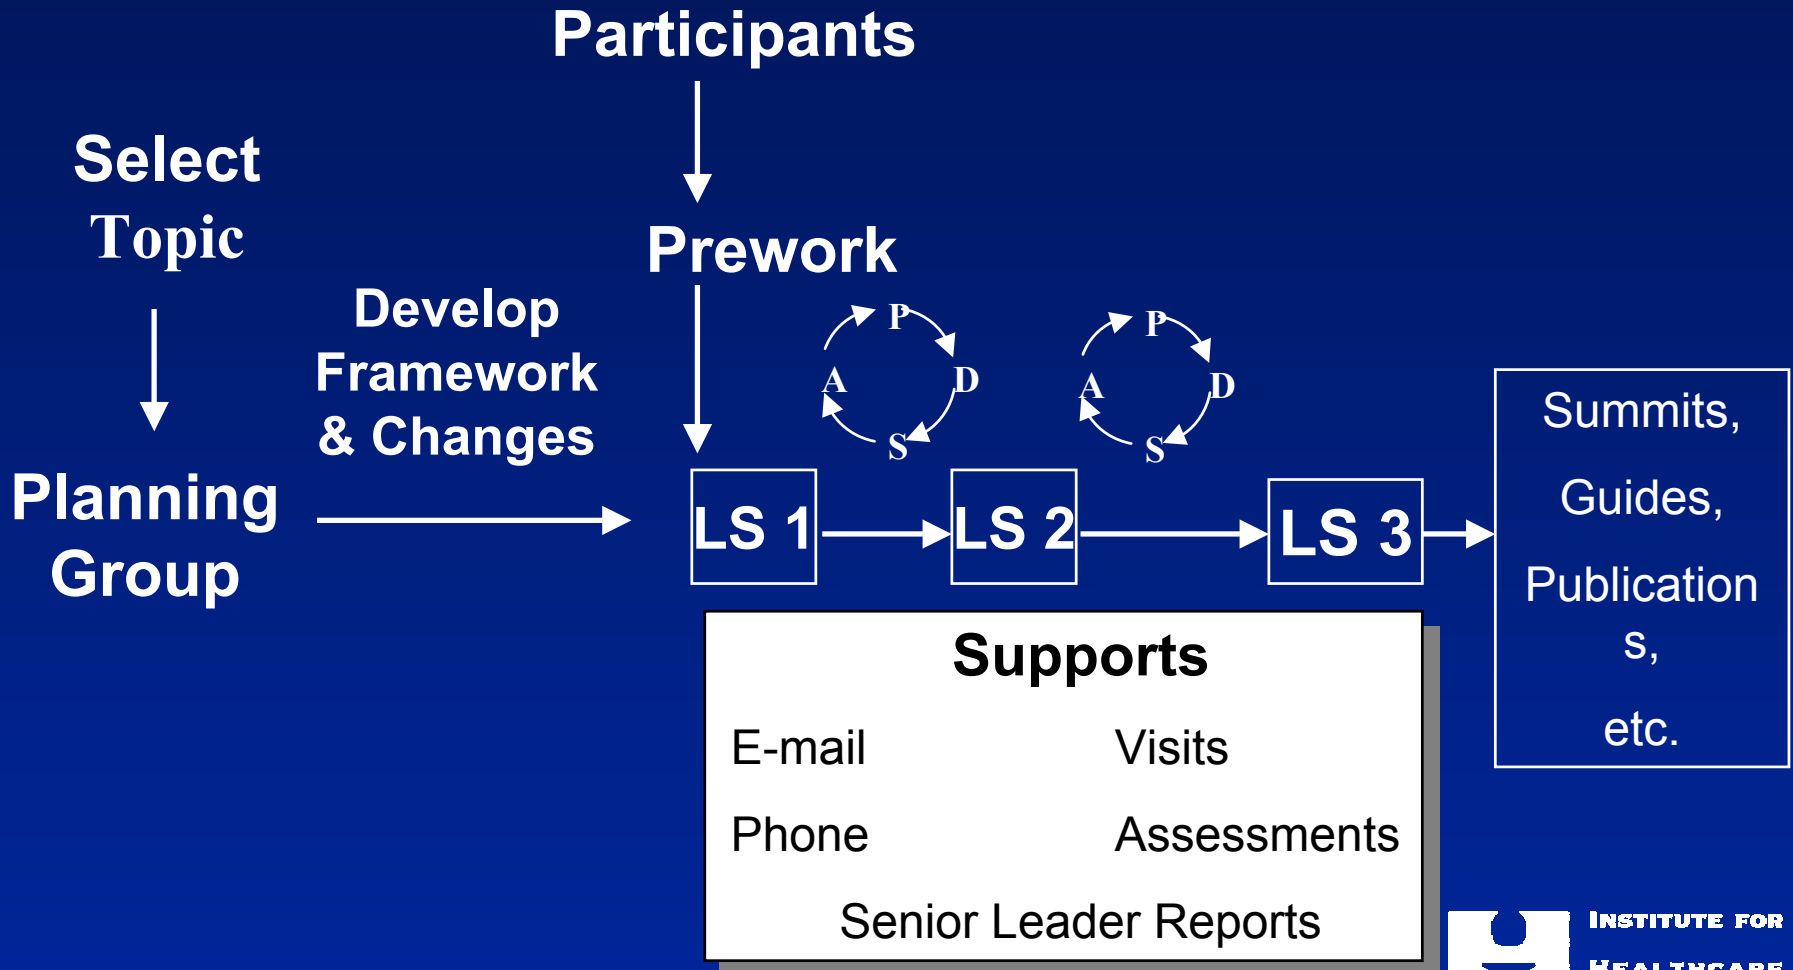 Participants
Select
Topic
Prework
Develop
Framework
& Changes
Planning
Group
P
D
S
A
P
D
S
A
LS 1
LS 2
LS 3
Summits,
Guides,
Publication
s,
etc.
Supports
E-mail Visits
Phone Assessments
Senior Leader Reports
INSTITUTE FOR
HEALTHCARE